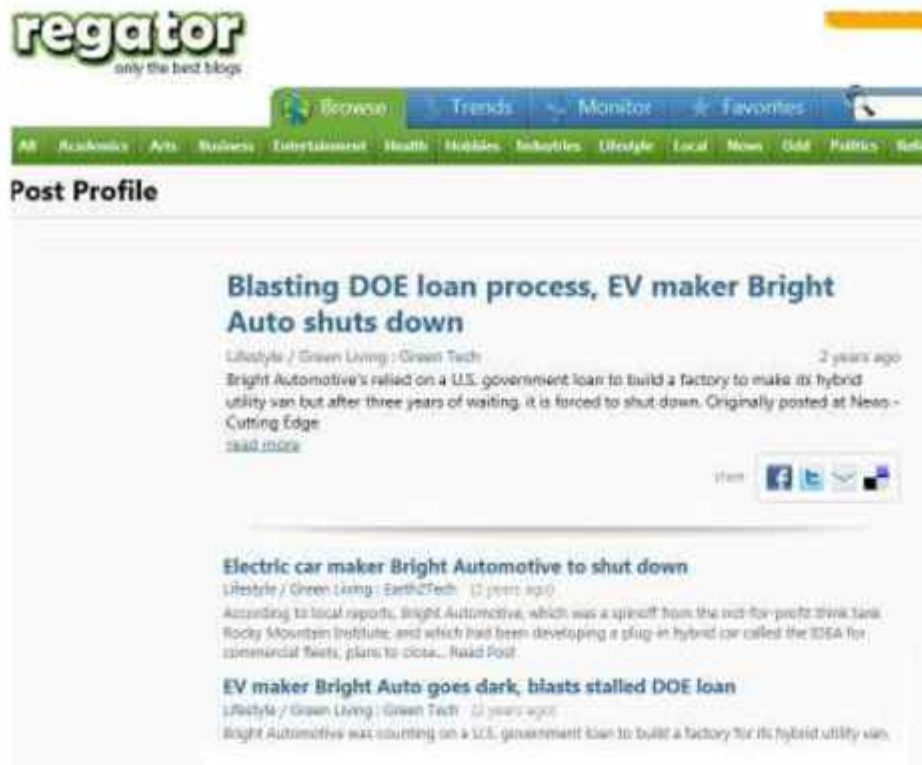 regator
only the best blogs
Browse Trends Monitor Favorites
All Academics Arts Business Entertainment Health Hobbies Industries Lifestyle Local News Odd Politics
Post Profile
Blasting DOE loan process, EV maker Bright
Auto shuts down
Lifestyle / Green Living : Green Tech 2 years ago
Bright Automotive's relied on a U.S. government loan to build a factory to make its hybrid
utility van but after three years of waiting, it is forced to shut down. Originally posted at News -
Cutting Edge
read more
share
Electric car maker Bright Automotive to shut down
Lifestyle / Green Living : Earth2Tech (2 years ago)
According to local reports, Bright Automotive, which was a spinoff from the not-for-profit think tank
Rocky Mountain Institute, and which had been developing a plug-in hybrid car called the IDEA for
commercial fleets, plans to close... Read Post
EV maker Bright Auto goes dark, blasts stalled DOE loan
Lifestyle / Green Living : Green Tech (2 years ago)
Bright Automotive was counting on a U.S. government loan to build a factory for its hybrid utility van.